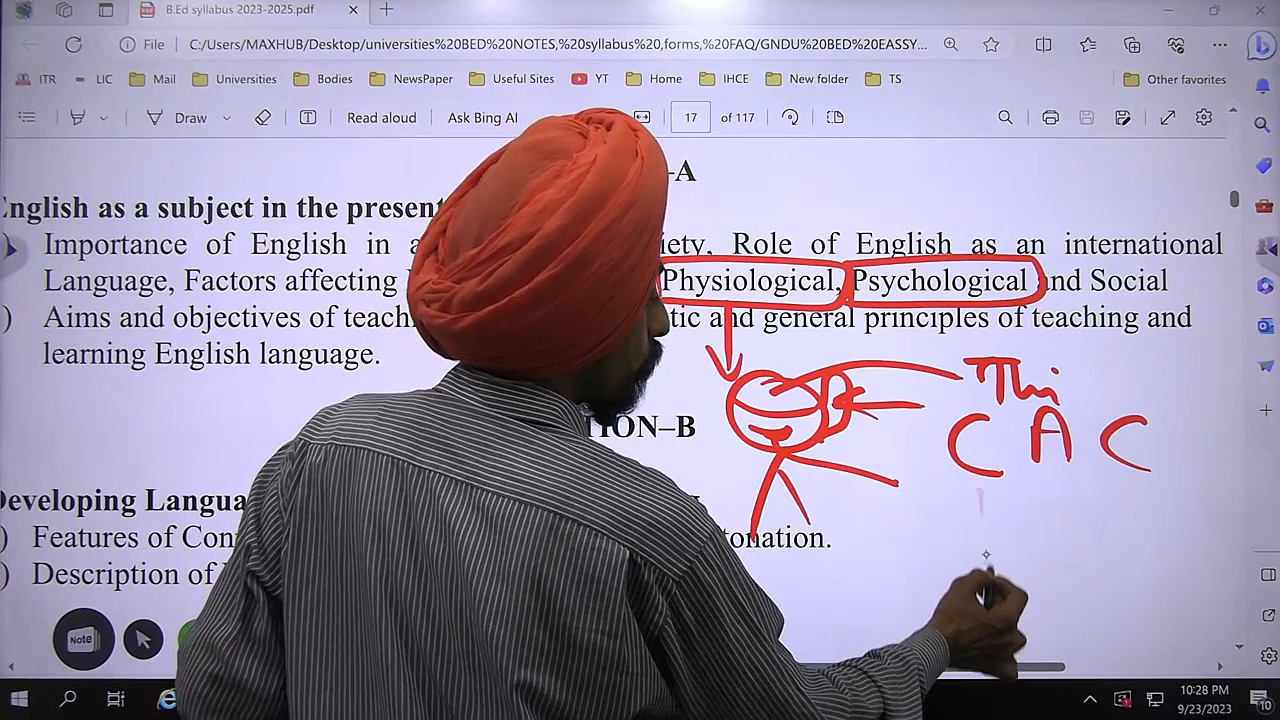 B.Ed syllabus 2023-2025.pdf
File C:/Users/MAXHUB/Desktop/universities%20BED%20NOTES,%20syllabus%20,forms,%20FAQ/GNDU%20BED%20EASSY...
ITR LIC Mail Universities Bodies NewsPaper Useful Sites YT Home IHCE New folder TS Other favorites
Draw Read aloud Ask Bing AI 17 of 117
–A
English as a subject in the present
Importance of English in a iety, Role of English as an international
Language, Factors affecting Physiological, Psychological and Social
Aims and objectives of teach tic and general principles of teaching and
learning English language.
Thi
C A C
TION–B
Developing Langua
Features of Con tonation.
Description of
Note
10:28 PM
9/23/2023
10